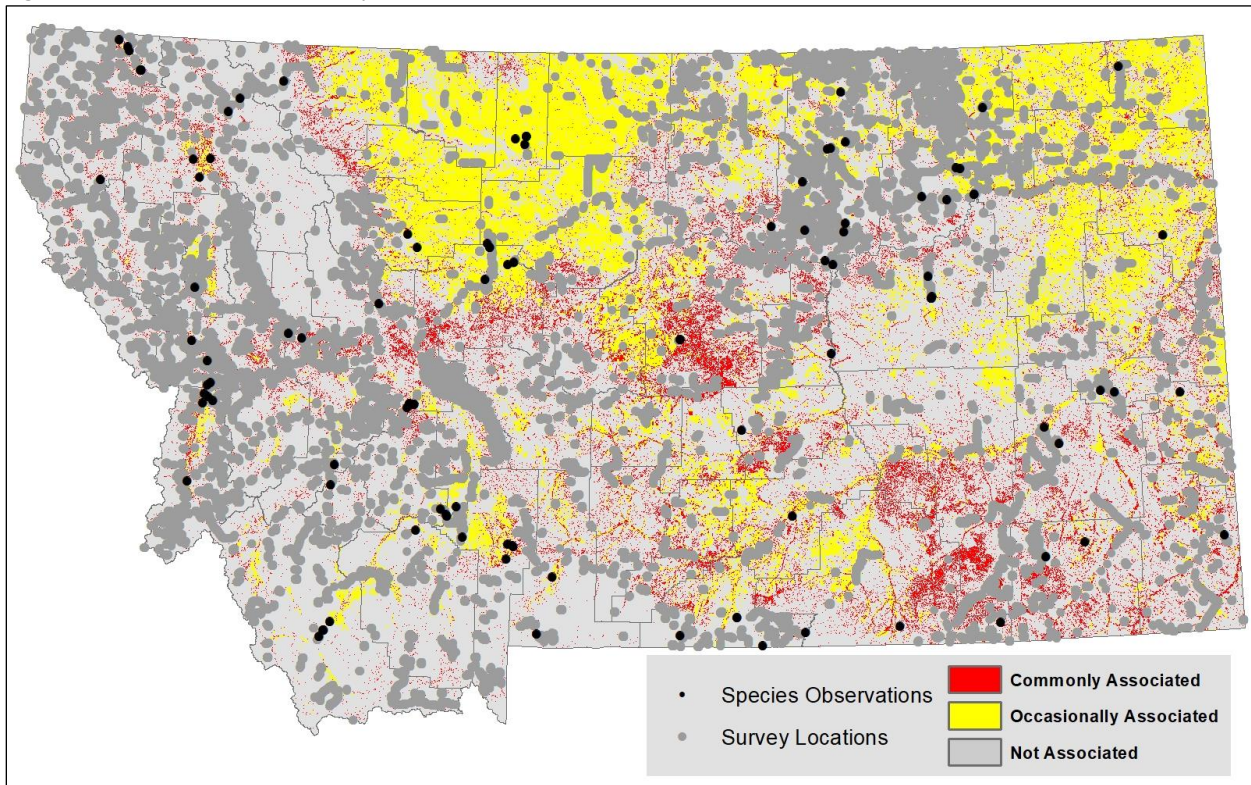 Species Observations
Survey Locations
Commonly Associated
Occasionally Associated
Not Associated